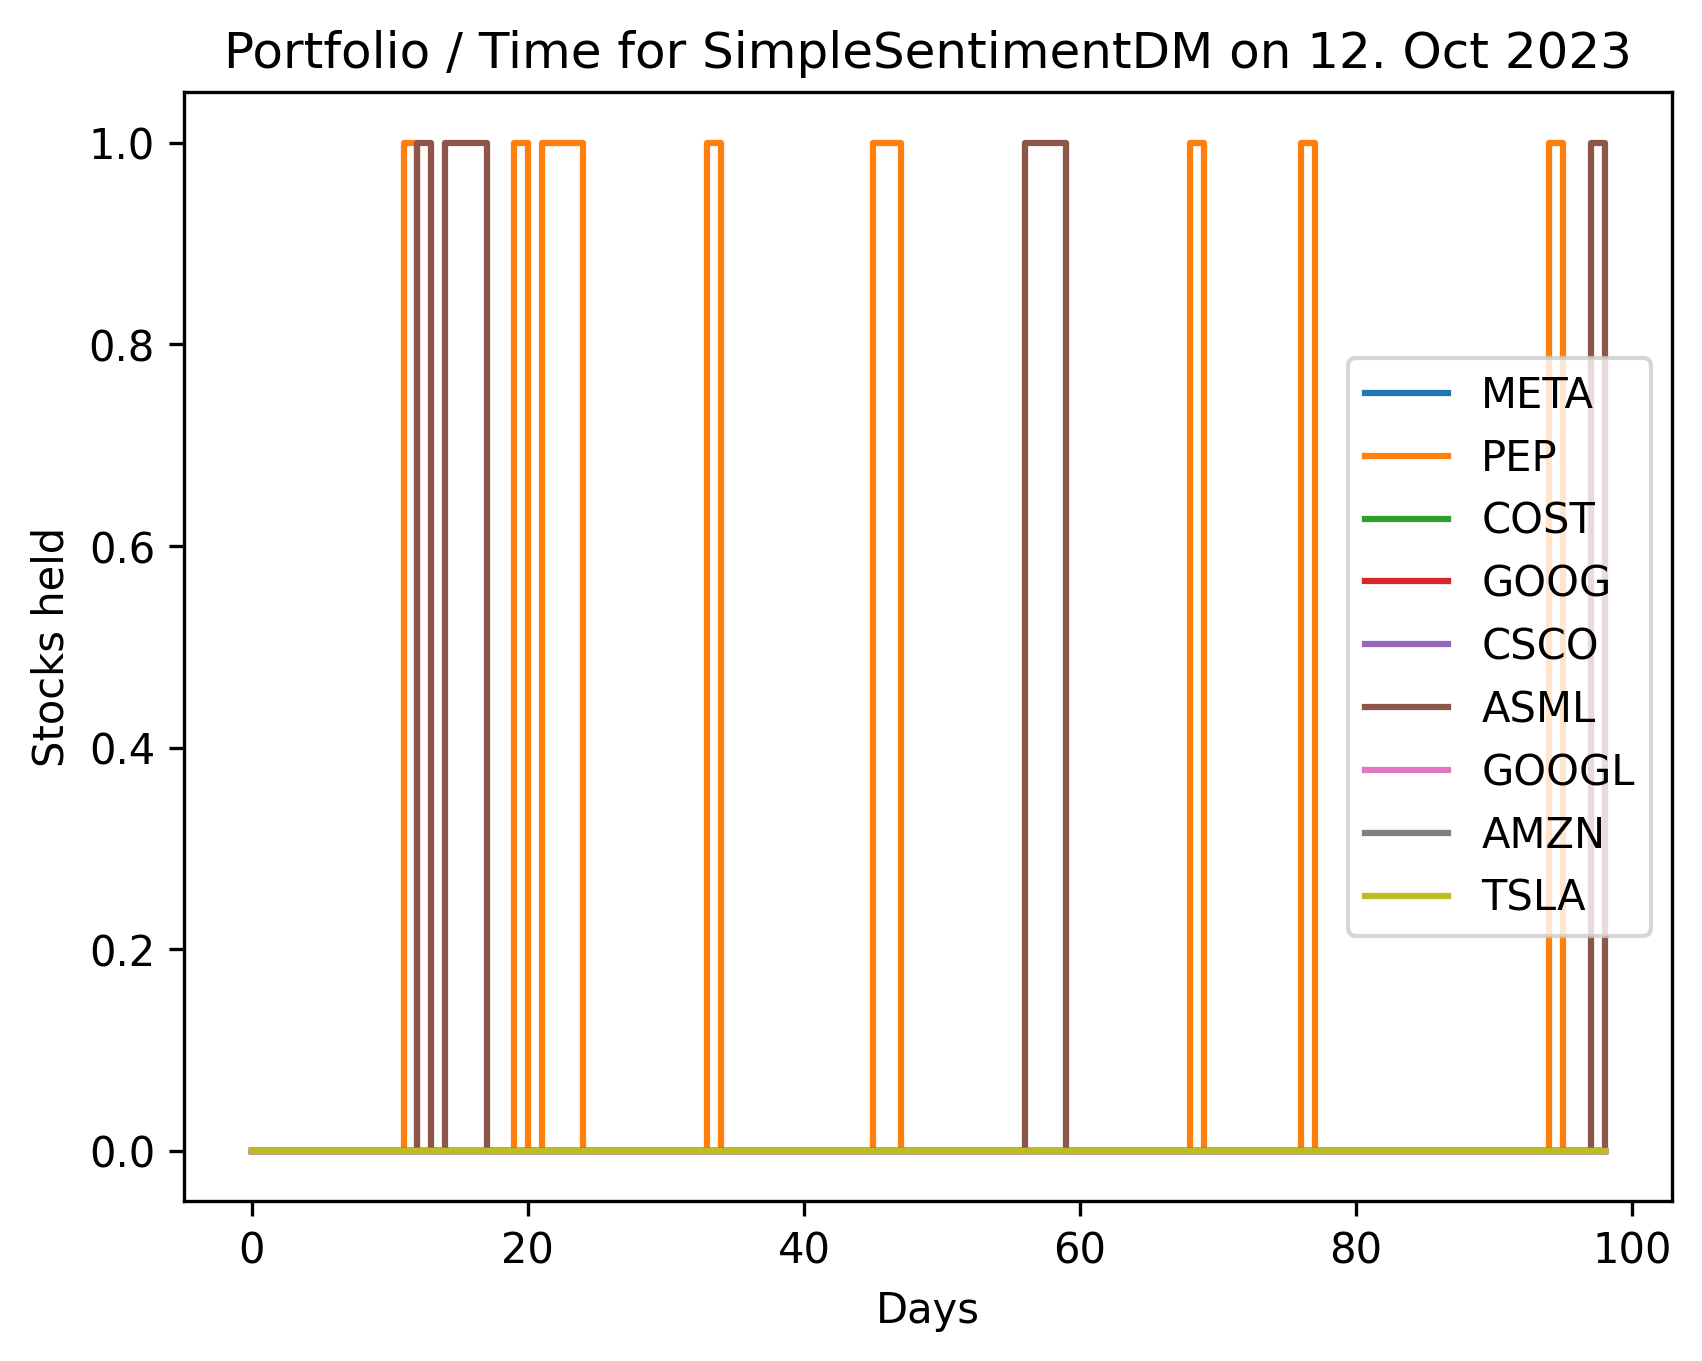 Portfolio / Time for SimpleSentimentDM on 12. Oct 2023
1.0
0.8
0.6
0.4
0.2
0.0
Stocks held
META
PEP
COST
GOOG
CSCO
ASML
GOOGL
AMZN
TSLA
0 20 40 60 80 100
Days